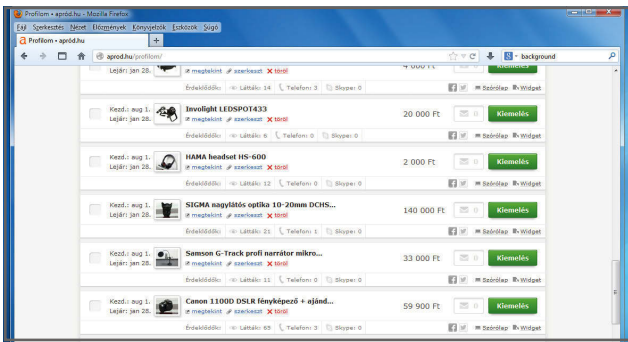 Profilom • apród.hu - Mozilla Firefox
Fájl Szerkesztés Nézet Előzmények Könyvjelzők Eszközök Súgó
Profilom • apród.hu +
aprod.hu/profilom/ background
Lejár: jan 28. megtekint szerkeszt töröl 4 000 Ft Kiemelés
Érdeklődők: Látták: 14 Telefon: 3 Skype: 0 Szórólap Widget
Kezd.: aug 1. Involight LEDSPOT433 20 000 Ft 0 Kiemelés
Lejár: jan 28. megtekint szerkeszt töröl
Érdeklődők: Látták: 6 Telefon: 0 Skype: 0 Szórólap Widget
Kezd.: aug 1. HAMA headset HS-600 2 000 Ft 0 Kiemelés
Lejár: jan 28. megtekint szerkeszt töröl
Érdeklődők: Látták: 12 Telefon: 0 Skype: 0 Szórólap Widget
Kezd.: aug 1. SIGMA nagylátós optika 10-20mm DCHS... 140 000 Ft 0 Kiemelés
Lejár: jan 28. megtekint szerkeszt töröl
Érdeklődők: Látták: 21 Telefon: 1 Skype: 0 Szórólap Widget
Kezd.: aug 1. Samson G-Track profi narrátor mikro... 33 000 Ft 0 Kiemelés
Lejár: jan 28. megtekint szerkeszt töröl
Érdeklődők: Látták: 11 Telefon: 0 Skype: 0 Szórólap Widget
Kezd.: aug 1. Canon 1100D DSLR fényképező + ajánd... 59 900 Ft 0 Kiemelés
Lejár: jan 28. megtekint szerkeszt töröl
Érdeklődők: Látták: 65 Telefon: 3 Skype: 0 Szórólap Widget